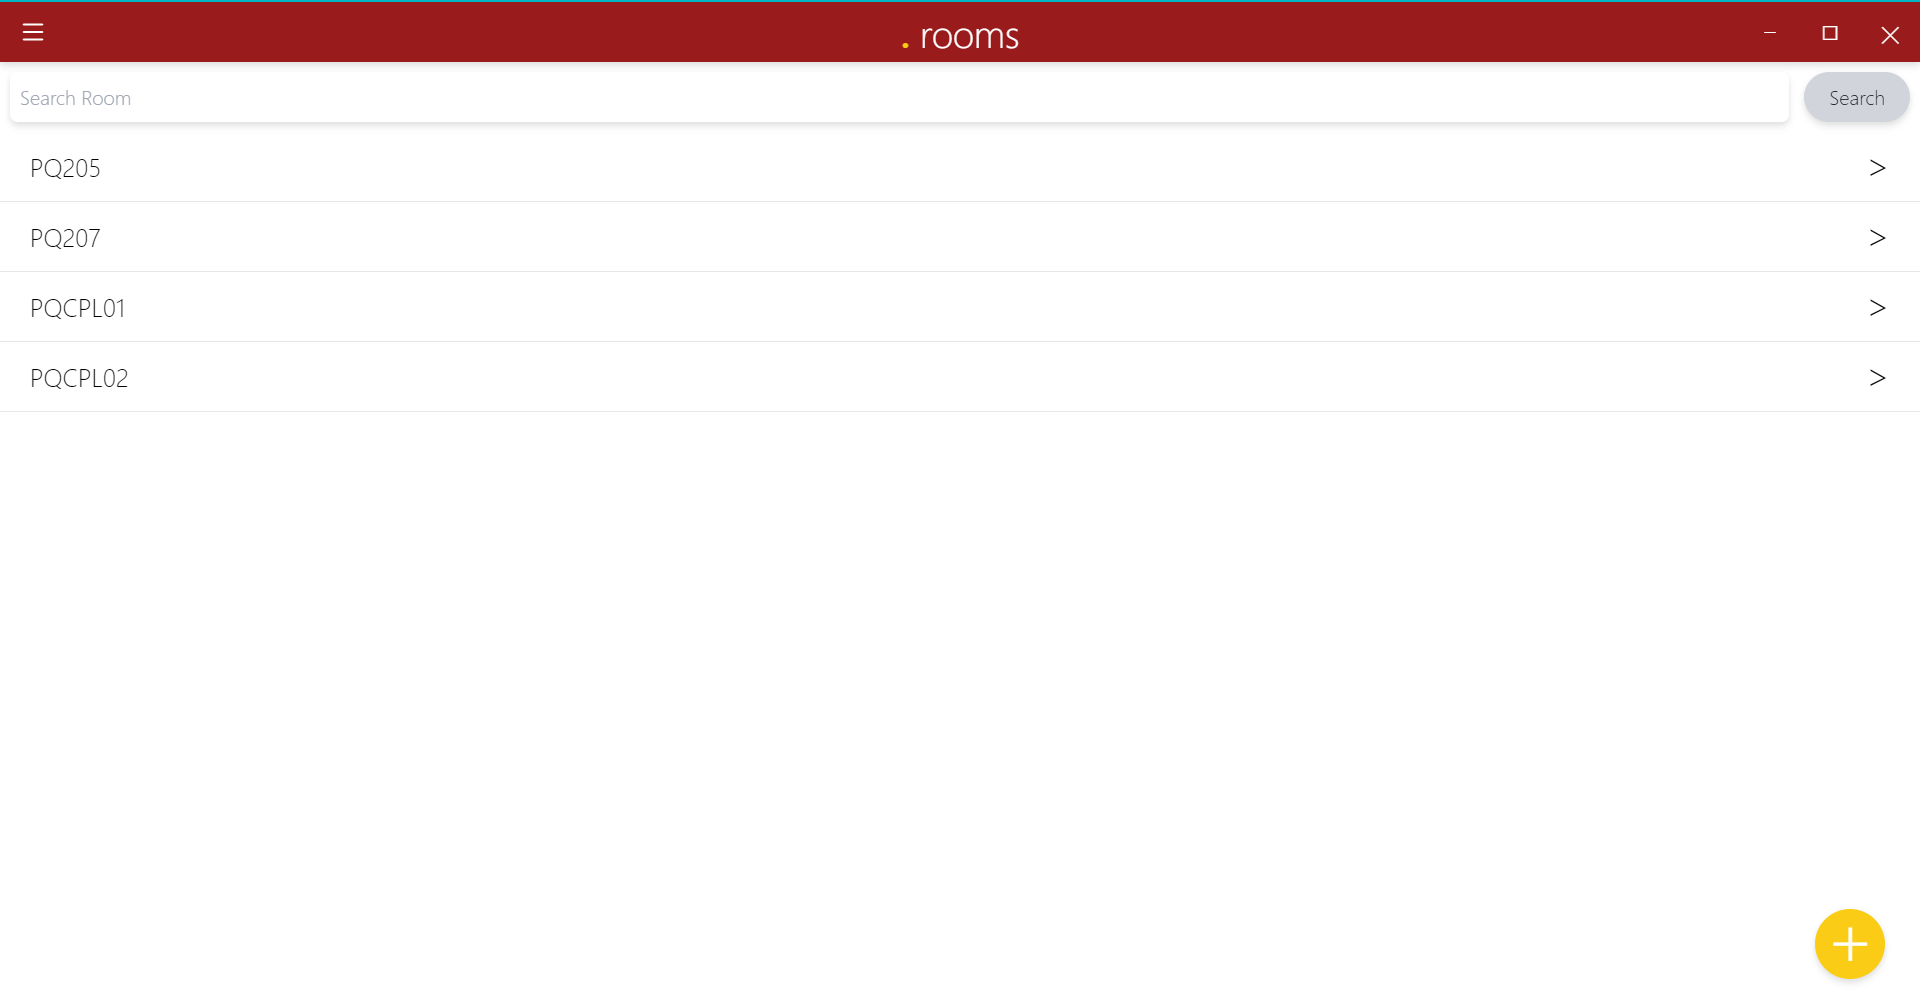 . rooms
Search Room
Search
PQ205
>
PQ207
>
PQCPL01
>
PQCPL02
>